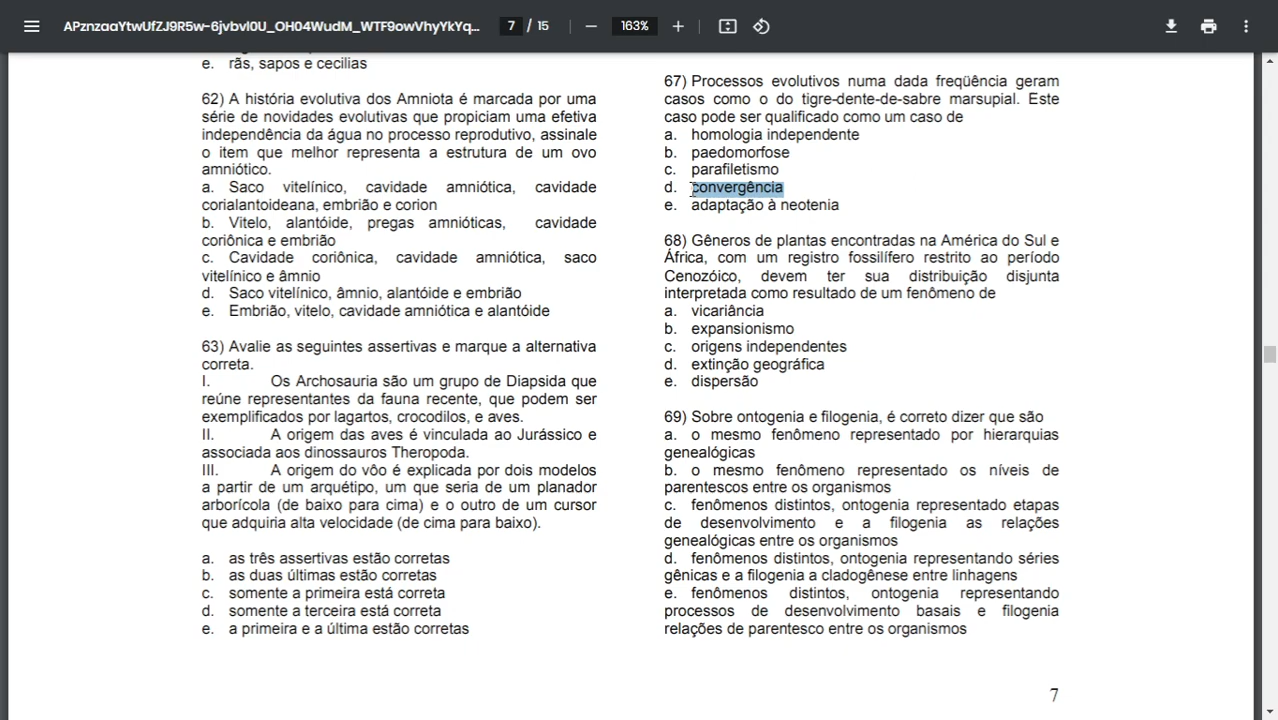 APznzaaYtwUfZJ9R5w-6jvbvl0U_OH04WudM_WTF9owVhyYkYq... 7 / 15 163%
e. rãs, sapos e cecilias
62) A história evolutiva dos Amniota é marcada por uma
série de novidades evolutivas que propiciam uma efetiva
independência da água no processo reprodutivo, assinale
o item que melhor representa a estrutura de um ovo
amniótico.
a. Saco vitelínico, cavidade amniótica, cavidade
corialantoideana, embrião e corion
b. Vitelo, alantóide, pregas amnióticas, cavidade
coriônica e embrião
c. Cavidade coriônica, cavidade amniótica, saco
vitelínico e âmnio
d. Saco vitelínico, âmnio, alantóide e embrião
e. Embrião, vitelo, cavidade amniótica e alantóide
63) Avalie as seguintes assertivas e marque a alternativa
correta.
I. Os Archosauria são um grupo de Diapsida que
reúne representantes da fauna recente, que podem ser
exemplificados por lagartos, crocodilos, e aves.
II. A origem das aves é vinculada ao Jurássico e
associada aos dinossauros Theropoda.
III. A origem do vôo é explicada por dois modelos
a partir de um arquétipo, um que seria de um planador
arborícola (de baixo para cima) e o outro de um cursor
que adquiria alta velocidade (de cima para baixo).
a. as três assertivas estão corretas
b. as duas últimas estão corretas
c. somente a primeira está correta
d. somente a terceira está correta
e. a primeira e a última estão corretas
67) Processos evolutivos numa dada freqüência geram
casos como o do tigre-dente-de-sabre marsupial. Este
caso pode ser qualificado como um caso de
a. homologia independente
b. paedomorfose
c. parafiletismo
d. convergência
e. adaptação à neotenia
68) Gêneros de plantas encontradas na América do Sul e
África, com um registro fossilífero restrito ao período
Cenozóico, devem ter sua distribuição disjunta
interpretada como resultado de um fenômeno de
a. vicariância
b. expansionismo
c. origens independentes
d. extinção geográfica
e. dispersão
69) Sobre ontogenia e filogenia, é correto dizer que são
a. o mesmo fenômeno representado por hierarquias
genealógicas
b. o mesmo fenômeno representado os níveis de
parentescos entre os organismos
c. fenômenos distintos, ontogenia representado etapas
de desenvolvimento e a filogenia as relações
genealógicas entre os organismos
d. fenômenos distintos, ontogenia representando séries
gênicas e a filogenia a cladogênese entre linhagens
e. fenômenos distintos, ontogenia representando
processos de desenvolvimento basais e filogenia
relações de parentesco entre os organismos
7